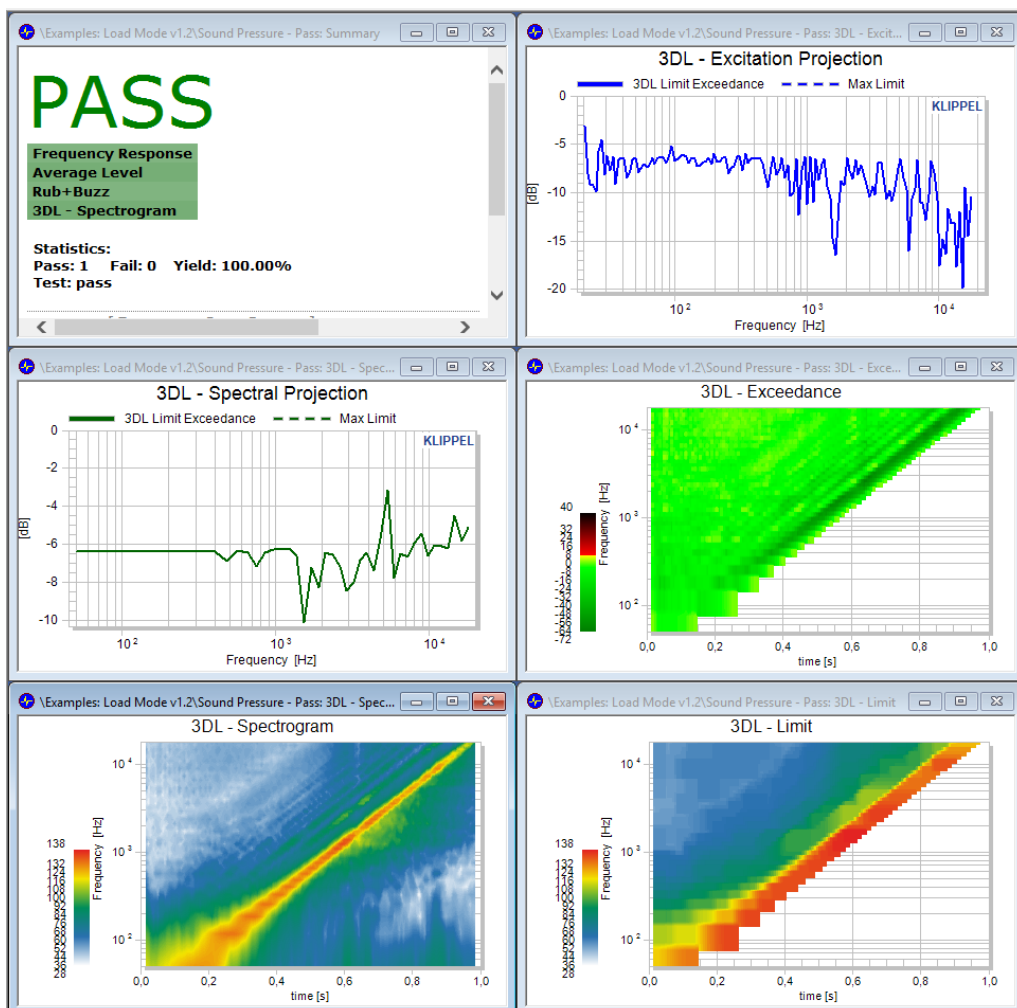 \Examples: Load Mode v1.2\Sound Pressure - Pass: Summary
PASS
Frequency Response
Average Level
Rub+Buzz
3DL - Spectrogram
Statistics:
Pass: 1 Fail: 0 Yield: 100.00%
Test: pass
\Examples: Load Mode v1.2\Sound Pressure - Pass: 3DL - Excit...
3DL - Excitation Projection
3DL Limit Exceedance Max Limit
KLIPPEL
0
-5
-10
-15
-20
[dB]
10² 10³ 10⁴
Frequency [Hz]
\Examples: Load Mode v1.2\Sound Pressure - Pass: 3DL - Spec...
3DL - Spectral Projection
3DL Limit Exceedance Max Limit
KLIPPEL
0
-2
-4
-6
-8
-10
[dB]
10² 10³ 10⁴
Frequency [Hz]
\Examples: Load Mode v1.2\Sound Pressure - Pass: 3DL - Exce...
3DL - Exceedance
40
32
24
16
8
0
-8
-16
-24
-32
-40
-48
-56
-64
-72
Frequency [Hz]
10⁴
10³
10²
0,0 0,2 0,4 0,6 0,8 1,0
time [s]
\Examples: Load Mode v1.2\Sound Pressure - Pass: 3DL - Spec...
3DL - Spectrogram
138
132
124
116
108
100
92
84
76
68
60
52
44
36
28
Frequency [Hz]
10⁴
10³
10²
0,0 0,2 0,4 0,6 0,8 1,0
time [s]
\Examples: Load Mode v1.2\Sound Pressure - Pass: 3DL - Limit
3DL - Limit
138
132
124
116
108
100
92
84
76
68
60
52
44
36
28
Frequency [Hz]
10⁴
10³
10²
0,0 0,2 0,4 0,6 0,8 1,0
time [s]